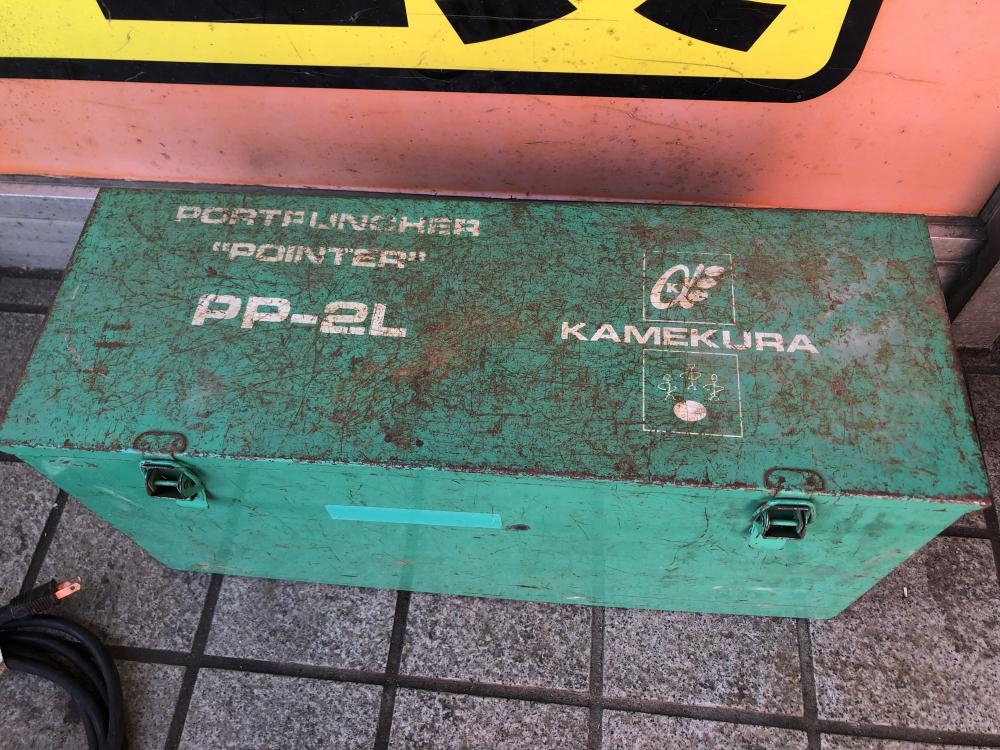 PORTPUNCHER
"POINTER"
PP-2L
K
KAMEKURA